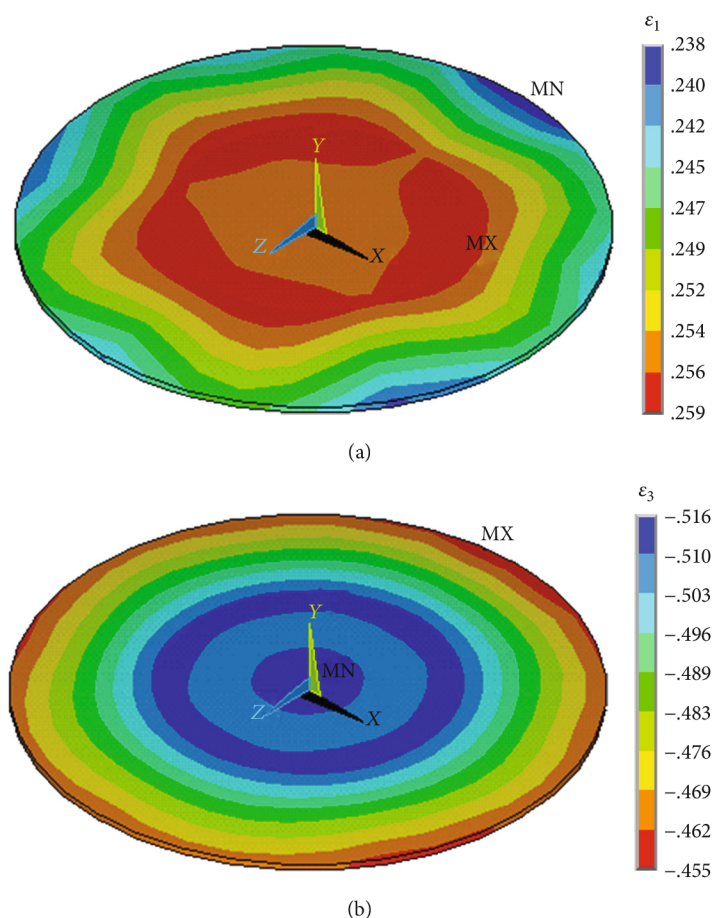 ε1
.238
.240
.242
.245
.247
.249
.252
.254
.256
.259
MN
Y
Z
X
MX
(a)
ε3
−.516
−.510
−.503
−.496
−.489
−.483
−.476
−.469
−.462
−.455
MX
Y
MN
Z
X
(b)